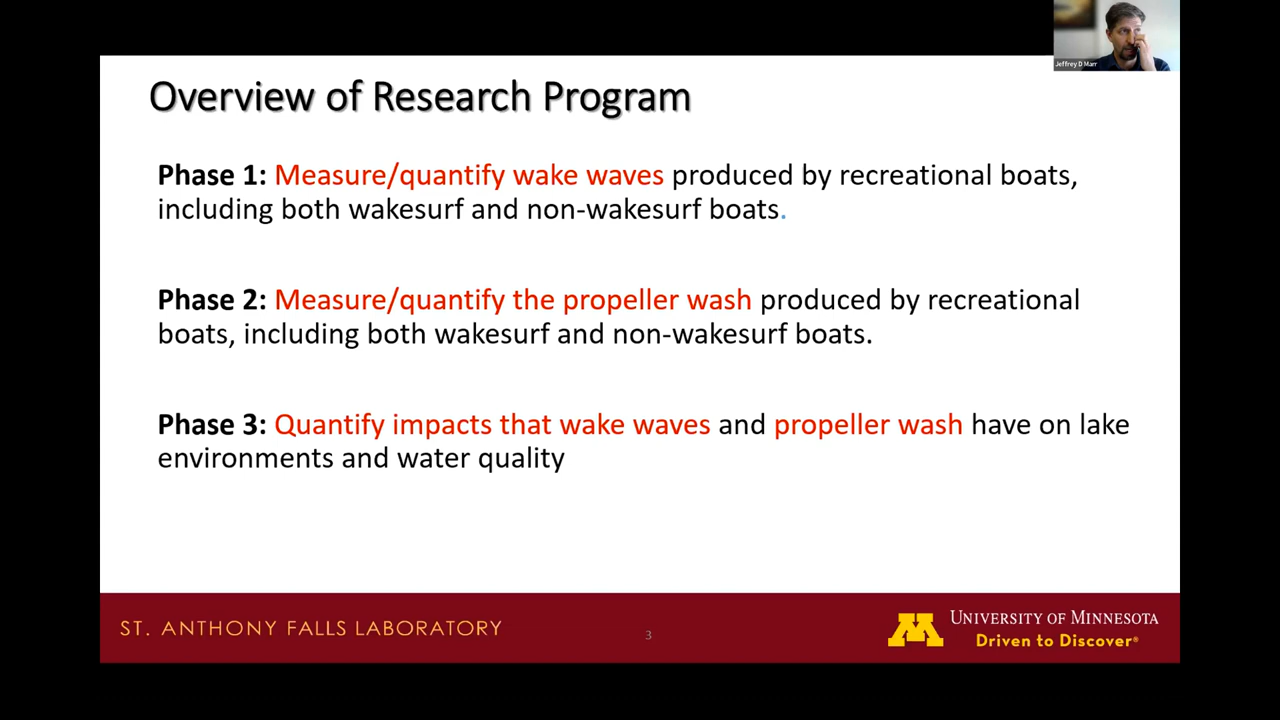 Jeffrey D Marr
Overview of Research Program
Phase 1: Measure/quantify wake waves produced by recreational boats,
including both wakesurf and non-wakesurf boats.
Phase 2: Measure/quantify the propeller wash produced by recreational
boats, including both wakesurf and non-wakesurf boats.
Phase 3: Quantify impacts that wake waves and propeller wash have on lake
environments and water quality
ST. ANTHONY FALLS LABORATORY
3
M
UNIVERSITY OF MINNESOTA
Driven to Discover®